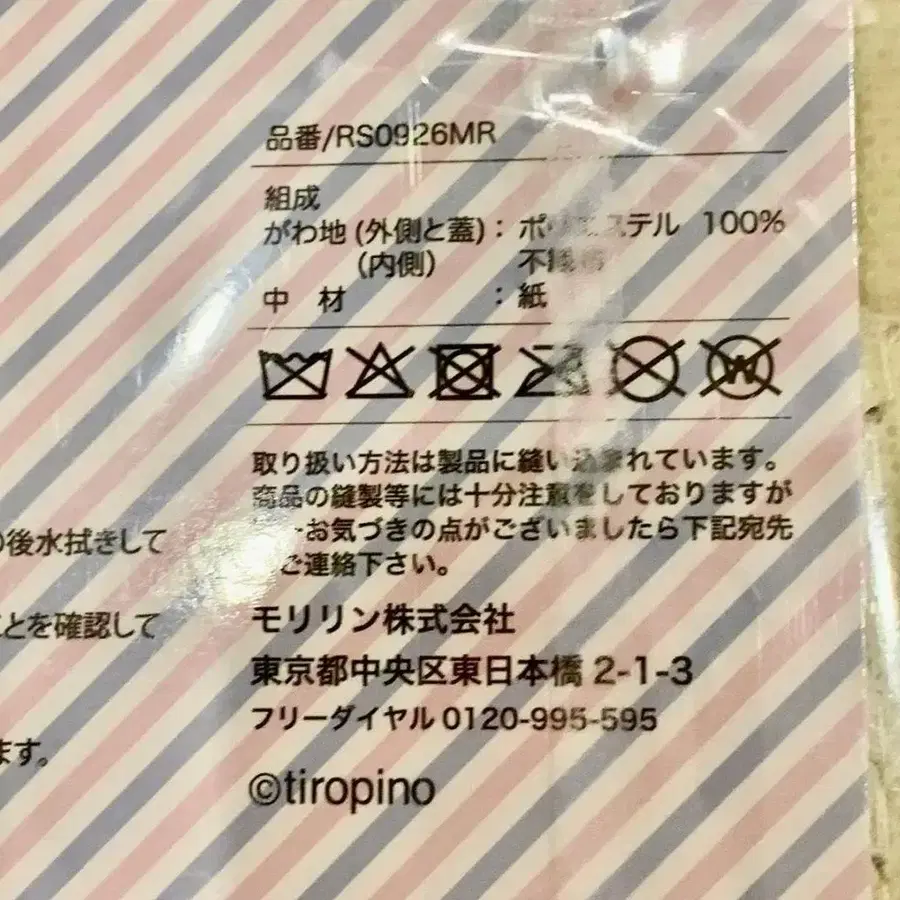 品番/RS0926MR
組成
がわ地 (外側と蓋) : ポリエステル 100%
(内側) 不織布
中 材 : 紙
W
取り扱い方法は製品に縫い込まれています。
商品の縫製等には十分注意をしておりますが
お気づきの点がございましたら下記宛先
ご連絡下さい。
モリリン株式会社
東京都中央区東日本橋 2-1-3
フリーダイヤル 0120-995-595
©tiropino
の後水拭きして
ことを確認して
ます。